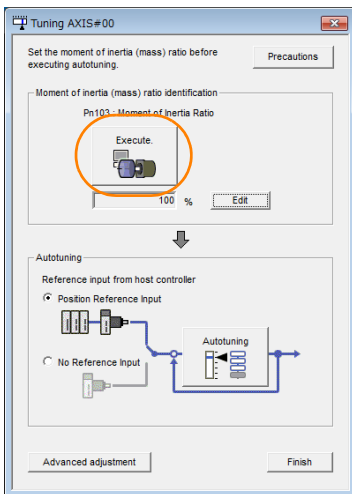 Tuning AXIS#00
Set the moment of inertia (mass) ratio before
executing autotuning.
Precautions
Moment of inertia (mass) ratio identification
Pn103 : Moment of Inertia Ratio
Execute.
100 %
Edit
Autotuning
Reference input from host controller
Position Reference Input
Autotuning
No Reference Input
Advanced adjustment
Finish